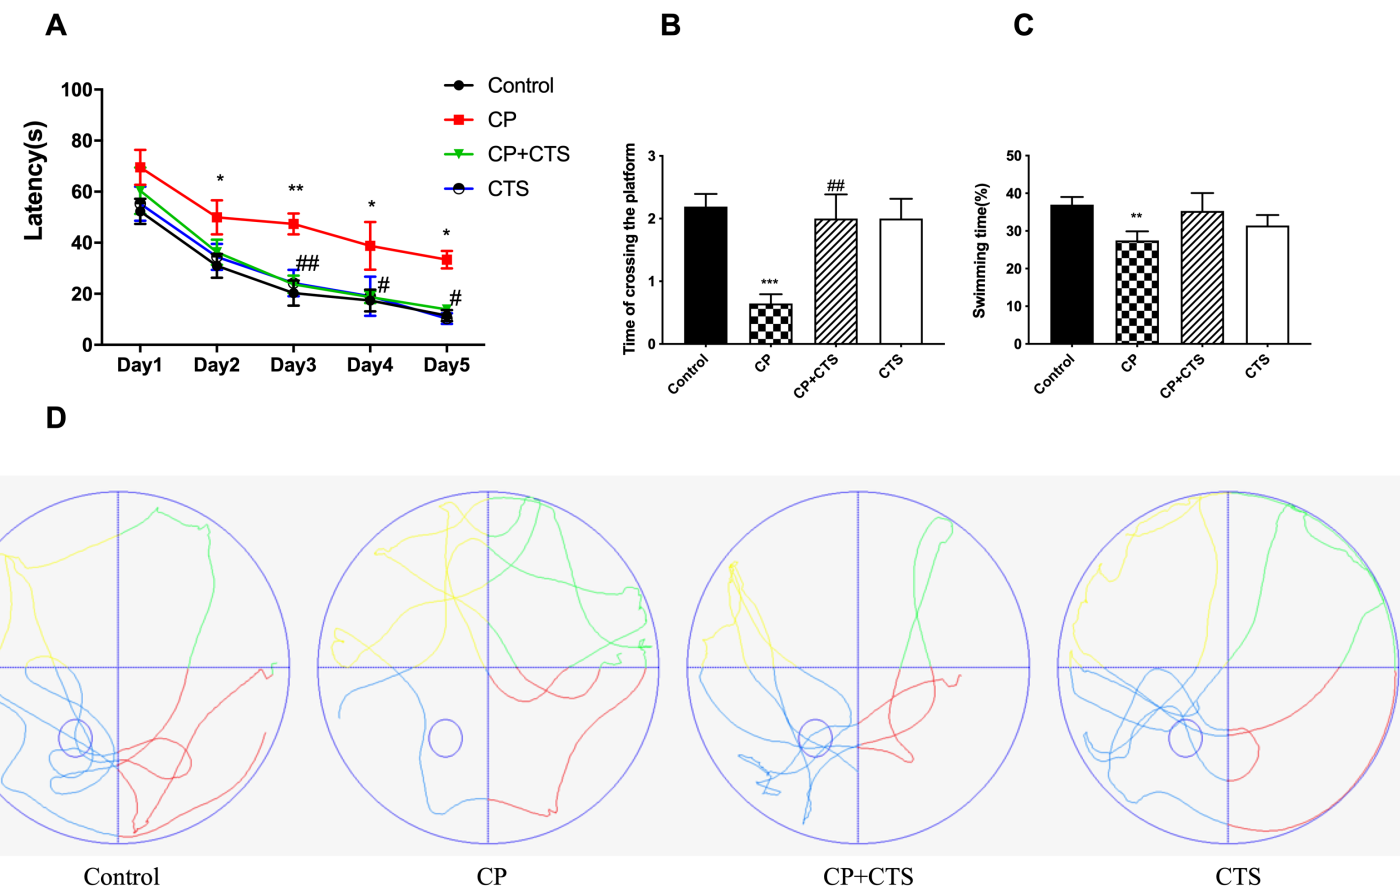 A
B
C
Latency(s)
100
80
60
40
20
0
Day1 Day2 Day3 Day4 Day5
* ** * *
## # #
Control
CP
CP+CTS
CTS
Time of crossing the platform
3
2
1
0
***
##
Control CP CP+CTS CTS
Swimming time(%)
50
40
30
20
10
0
**
Control CP CP+CTS CTS
D
Control CP CP+CTS CTS